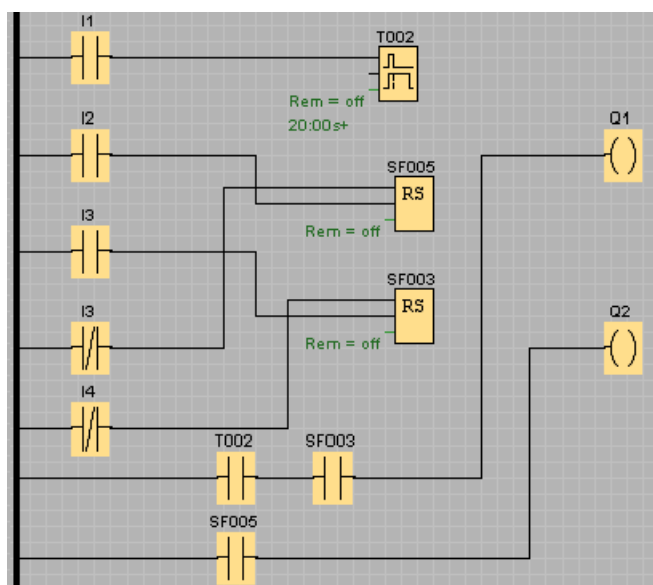 I1
T002
Rem = off
20:00s+
I2
Q1
SF005
RS
Rem = off
I3
SF003
RS
Rem = off
I3
Q2
I4
T002 SF003
SF005